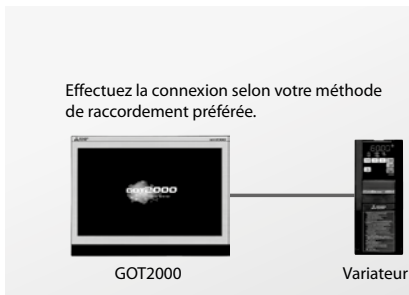 Effectuez la connexion selon votre méthode
de raccordement préférée.
GOT2000
GOT2000
Variateur